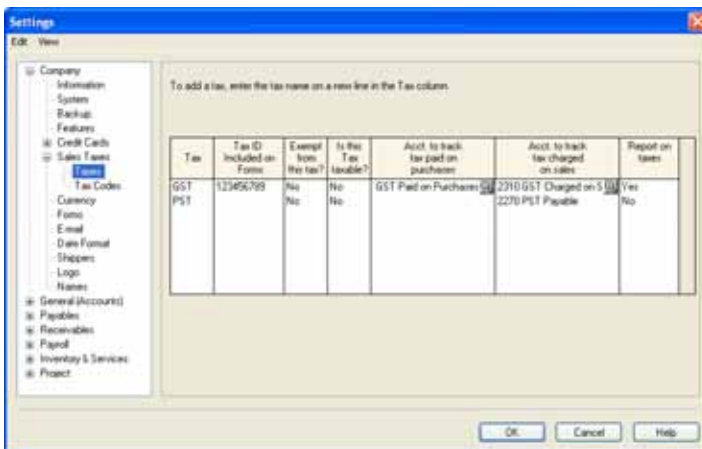 Settings
Edit View
Company
Information
System
Backup
Features
Credit Cards
Sales Taxes
Taxes
Tax Codes
Currency
Forms
E-mail
Date Format
Shippers
Logo
Names
General (Accounts)
Payables
Receivables
Payroll
Inventory & Services
Project
To add a tax, enter the tax name on a new line in the Tax column.
Tax Tax ID Included on Forms Exempt from this tax? Is this Tax taxable? Acct. to track tax paid on purchases Acct. to track tax charged on sales Report on taxes
GST 123456789 No No GST Paid on Purchases 2310 GST Charged on S Yes
PST No No 2270 PST Payable No
OK Cancel Help